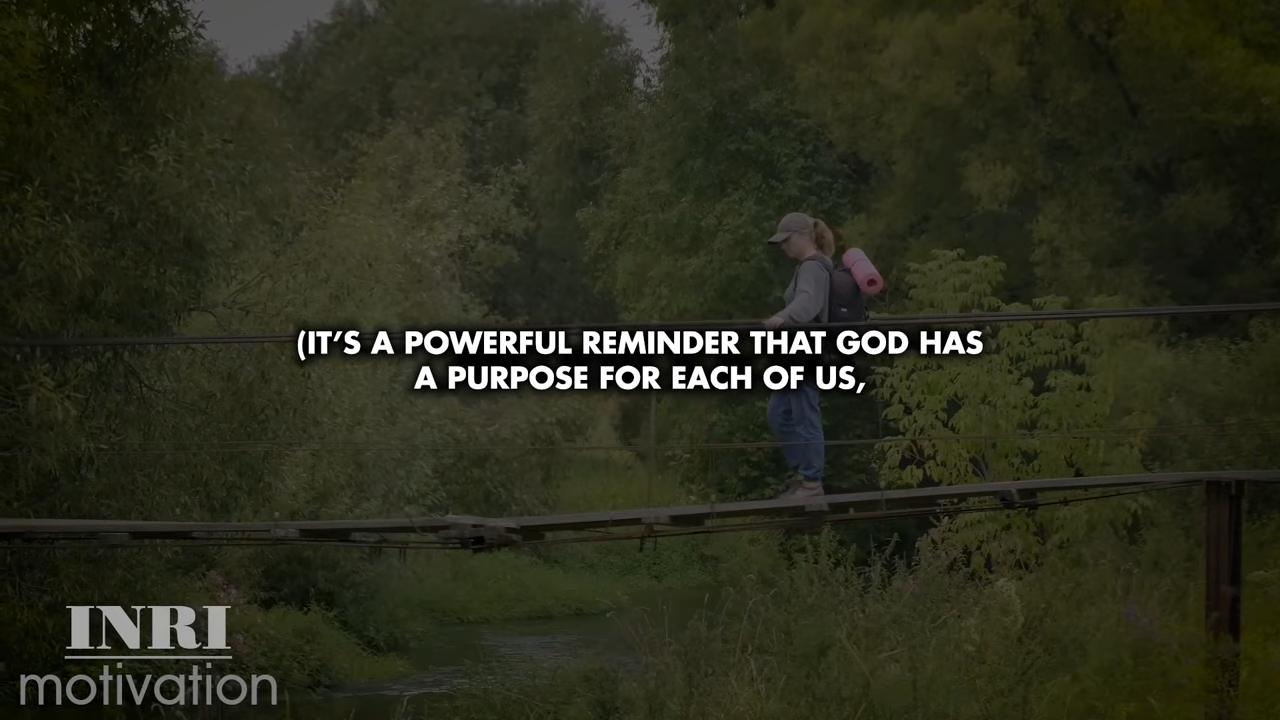 (IT'S A POWERFUL REMINDER THAT GOD HAS
A PURPOSE FOR EACH OF US,
INRI
motivation